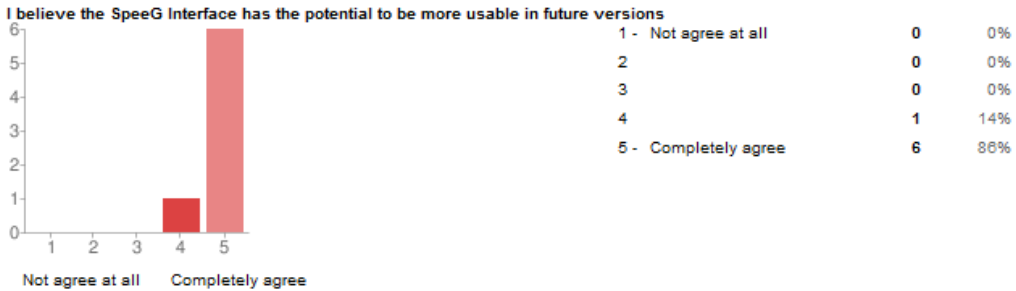 I believe the SpeeG Interface has the potential to be more usable in future versions
6
5
4
3
2
1
0
1 2 3 4 5
Not agree at all Completely agree
1 - Not agree at all 0 0%
2 0 0%
3 0 0%
4 1 14%
5 - Completely agree 6 86%